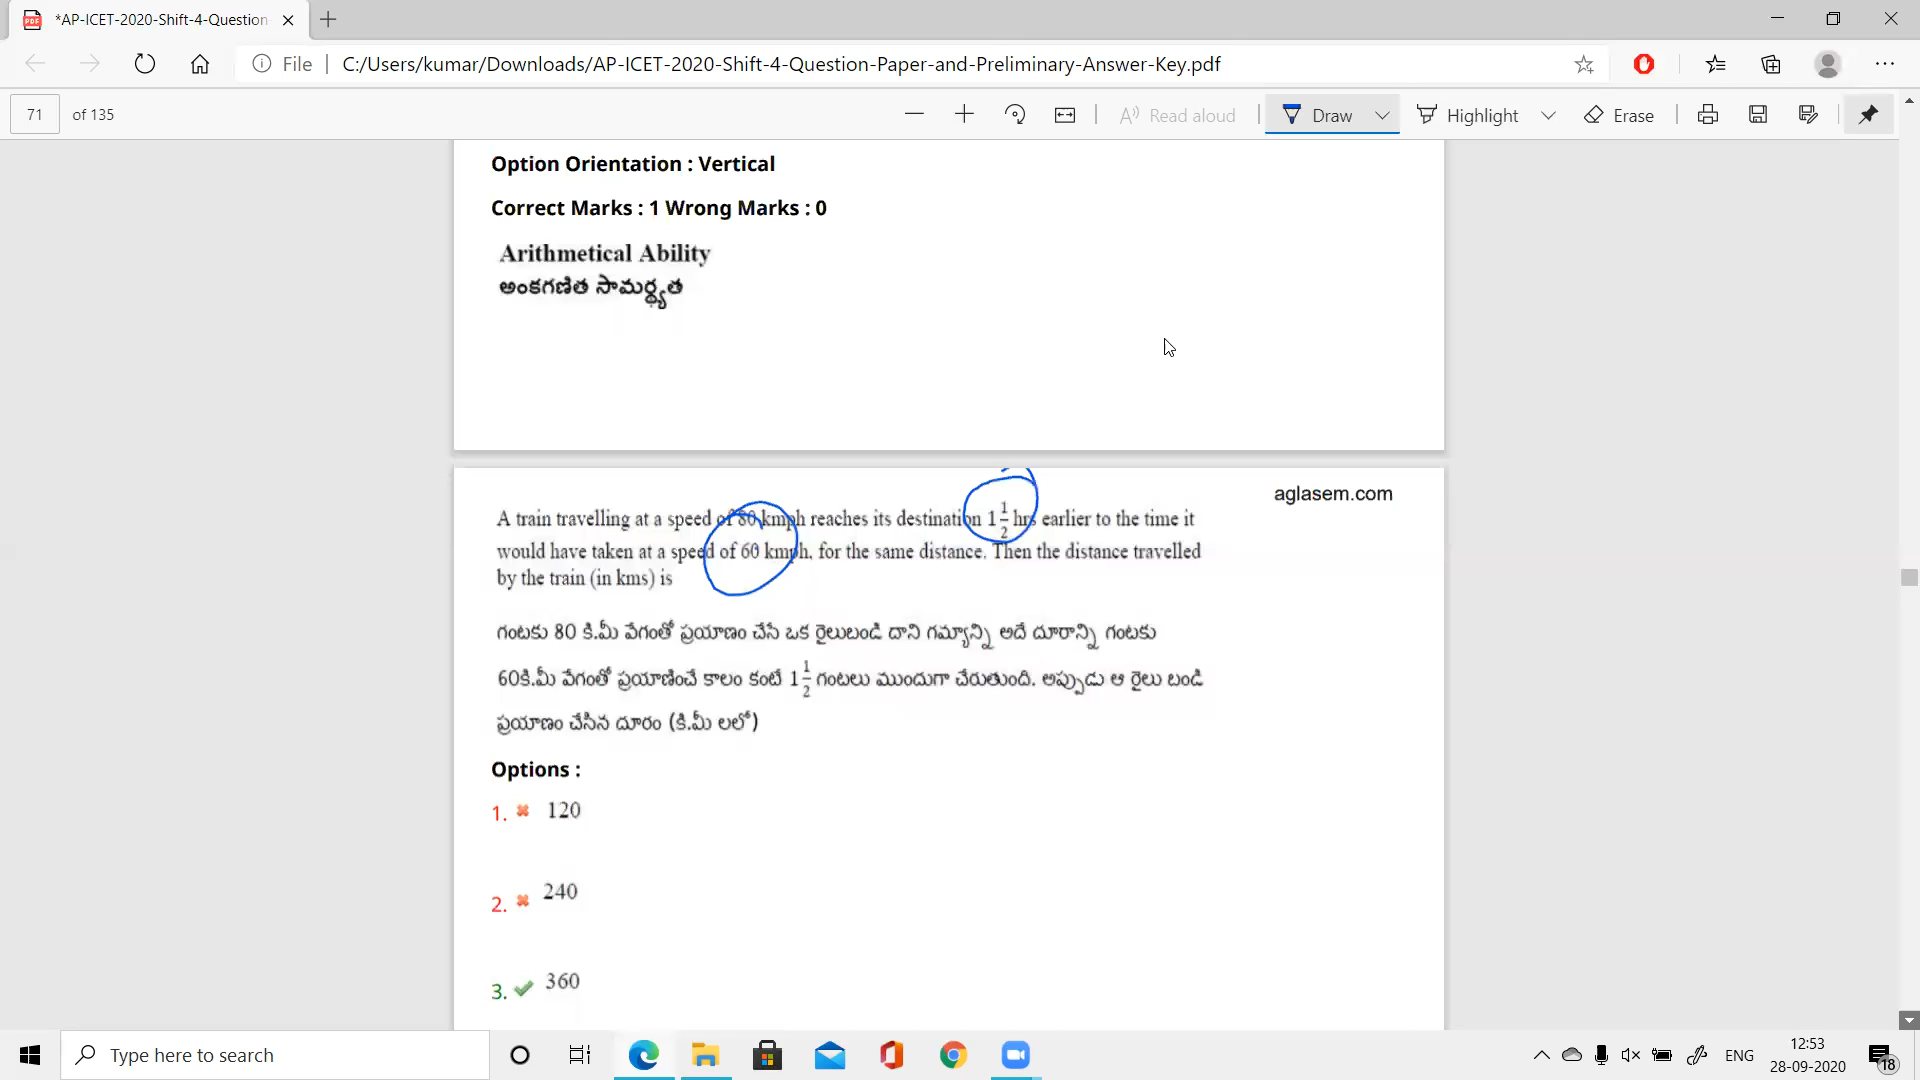 *AP-ICET-2020-Shift-4-Question
File
C:/Users/kumar/Downloads/AP-ICET-2020-Shift-4-Question-Paper-and-Preliminary-Answer-Key.pdf
71 of 135
Read aloud
Draw
Highlight
Erase
Option Orientation : Vertical
Correct Marks : 1 Wrong Marks : 0
Arithmetical Ability
అంకగణిత సామర్థ్యత
aglasem.com
A train travelling at a speed of 80 kmph reaches its destination 1 1/2 hrs earlier to the time it
would have taken at a speed of 60 kmph, for the same distance. Then the distance travelled
by the train (in kms) is
గంటకు 80 కి.మీ వేగంతో ప్రయాణం చేసే ఒక రైలుబండి దాని గమ్యాన్ని అదే దూరాన్ని గంటకు
60కి.మీ వేగంతో ప్రయాణించే కాలం కంటే 1 1/2 గంటలు ముందుగా చేరుతుంది. అప్పుడు ఆ రైలు బండి
ప్రయాణం చేసిన దూరం (కి.మీ లలో)
Options :
1. 120
2. 240
3. 360
Type here to search
ENG
12:53
28-09-2020
18